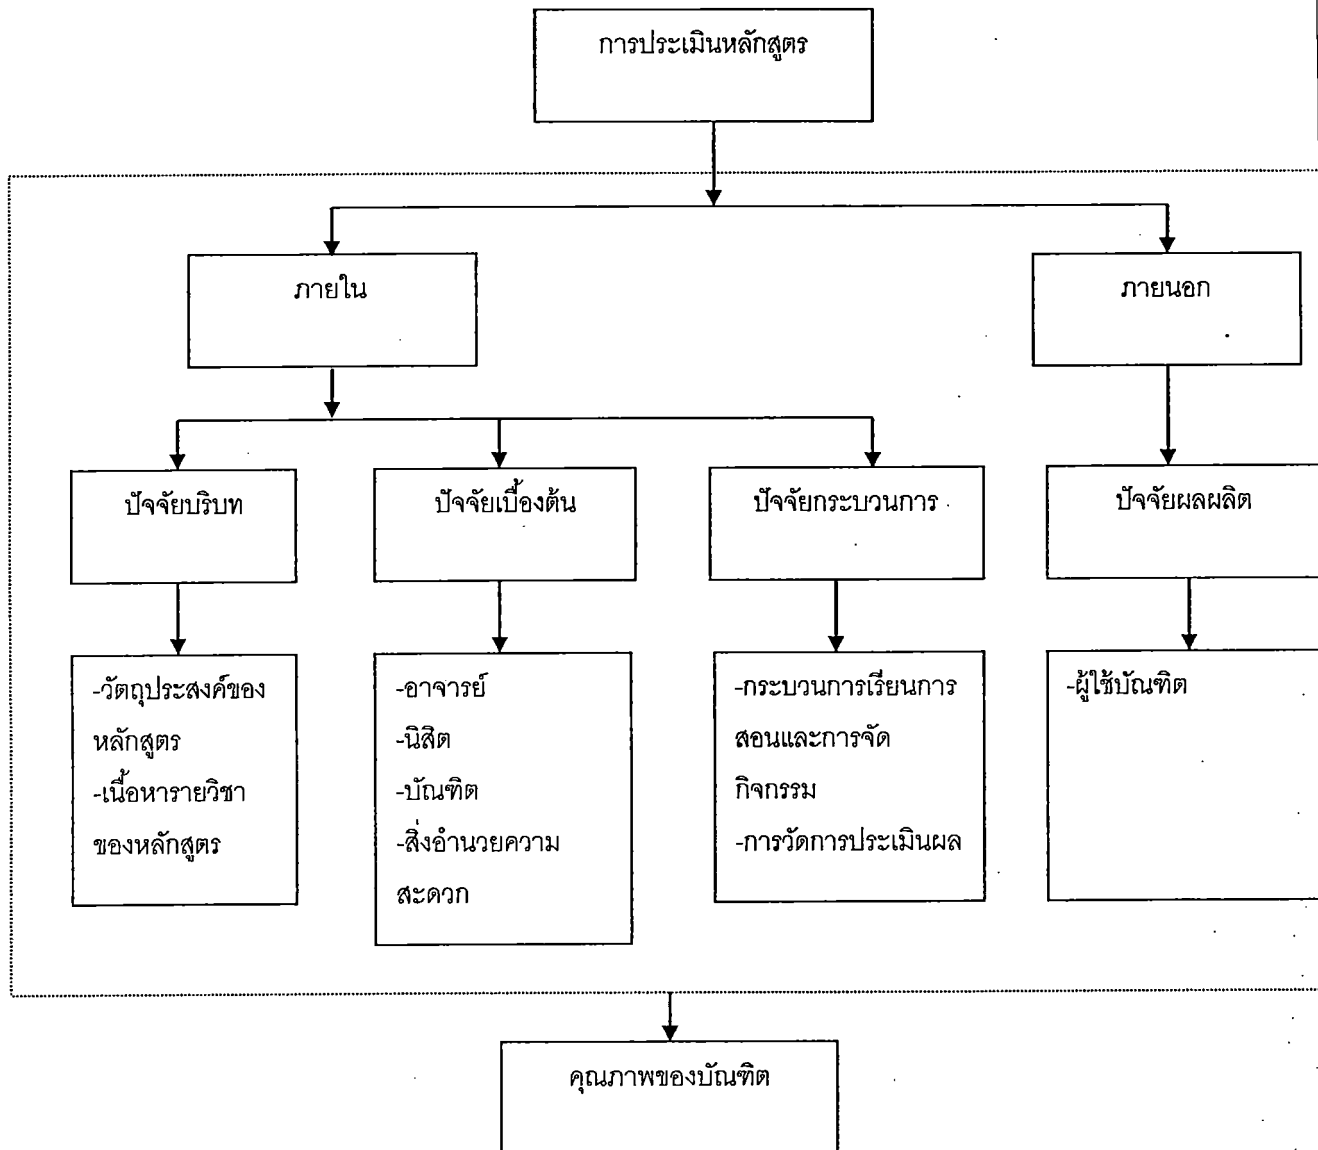 การประเมินหลักสูตร
ภายใน
ภายนอก
ปัจจัยบริบท
ปัจจัยเบื้องต้น
ปัจจัยกระบวนการ
ปัจจัยผลผลิต
-วัตถุประสงค์ของ
หลักสูตร
-เนื้อหารายวิชา
ของหลักสูตร
-อาจารย์
-นิสิต
-บัณฑิต
-สิ่งอำนวยความ
สะดวก
-กระบวนการเรียนการ
สอนและการจัด
กิจกรรม
-การวัดการประเมินผล
-ผู้ใช้บัณฑิต
คุณภาพของบัณฑิต